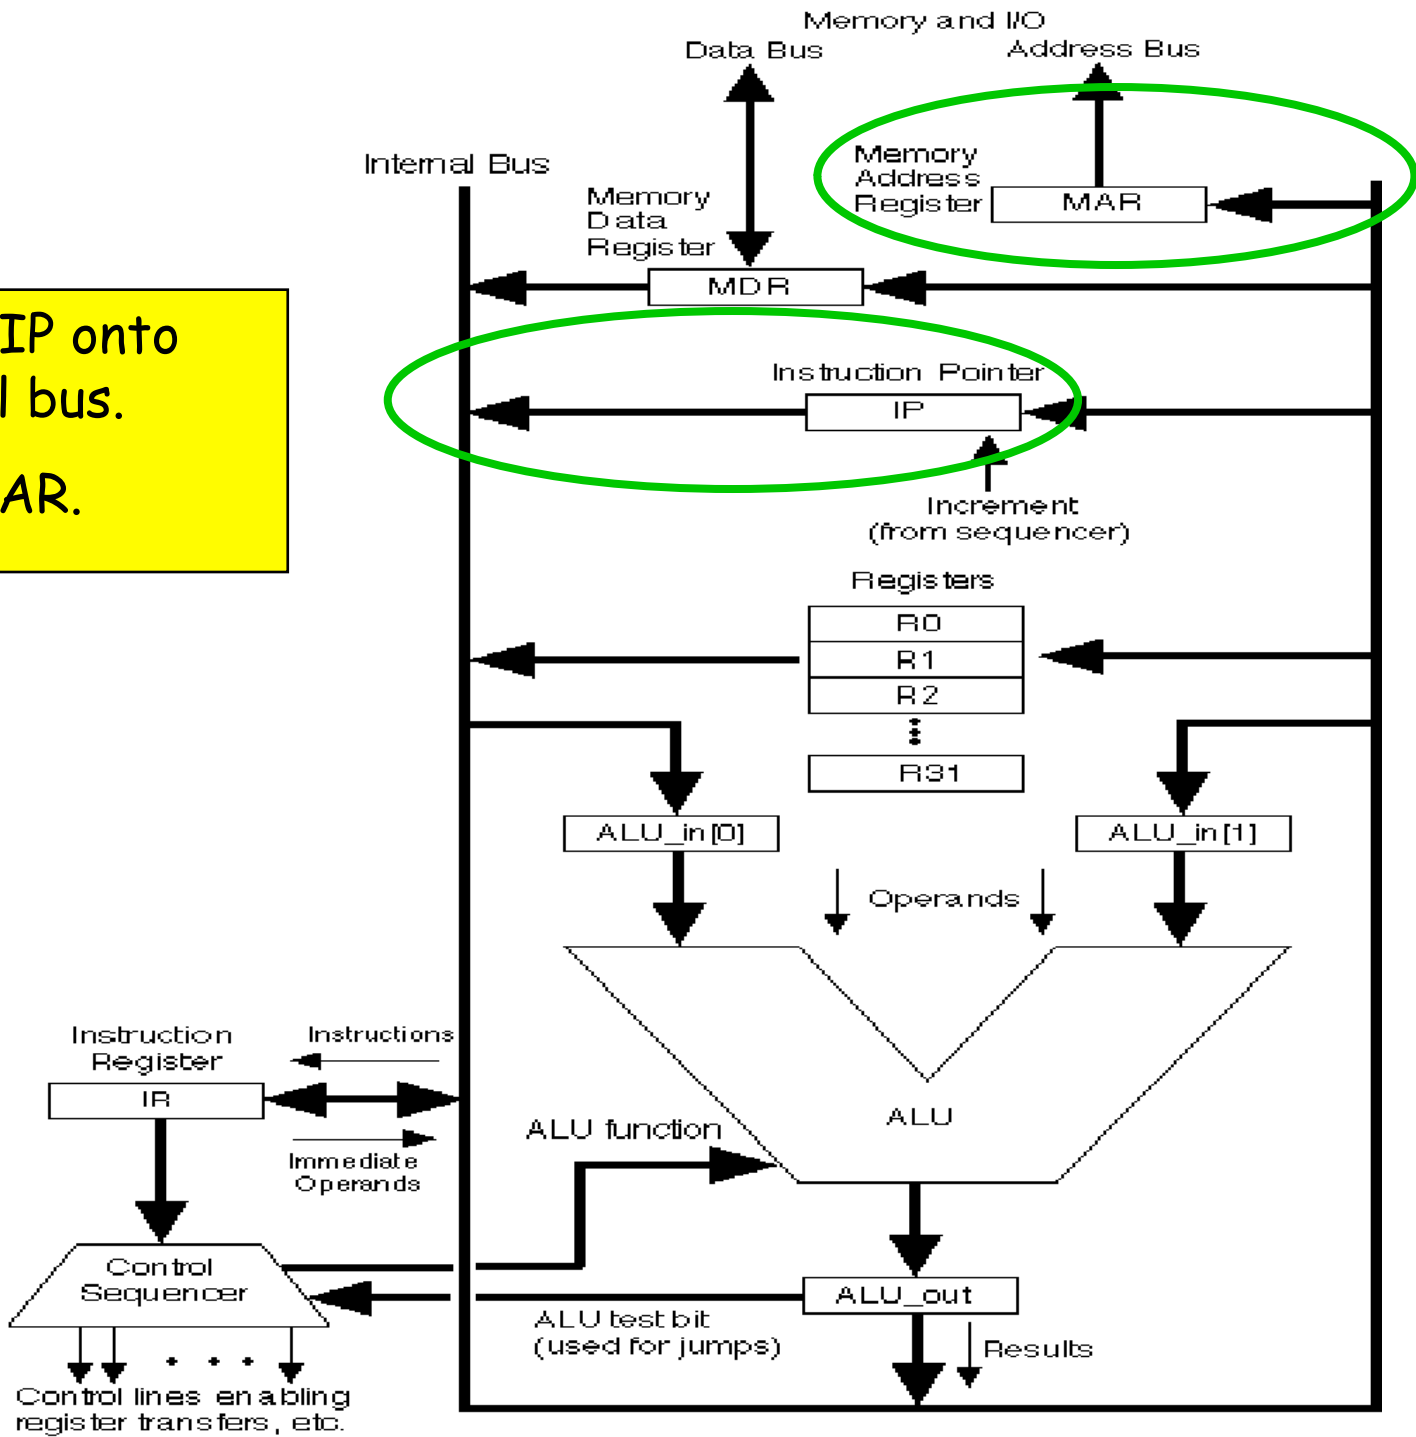 Memory and I/O
Data Bus
Address Bus
Internal Bus
Memory
Address
Register
MAR
Memory
Data
Register
MDR
IP onto
l bus.
AR.
Instruction Pointer
IP
Increment
(from sequencer)
Registers
R0
R1
R2
R31
ALU_in[0]
ALU_in[1]
Operands
Instruction
Register
Instructions
IR
ALU function
ALU
Immediate
Operands
Control
Sequencer
ALU_out
ALU test bit
(used for jumps)
Results
Control lines enabling
register transfers, etc.